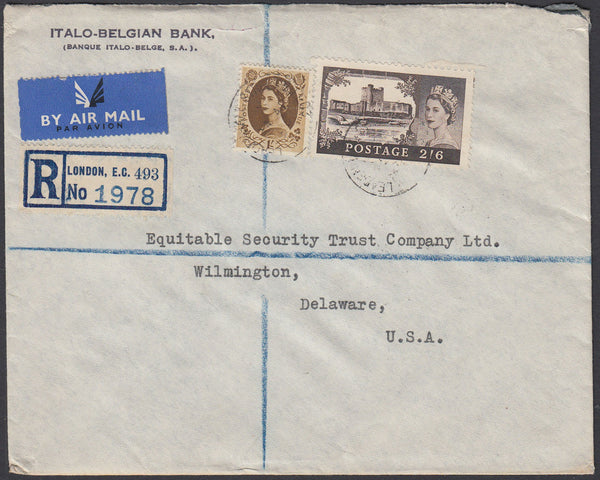 ITALO-BELGIAN BANK,
(BANQUE ITALO-BELGE, S.A.).
BY AIR MAIL
PAR AVION
R
LONDON, E.C. 493
No 1978
POSTAGE 2/6
Equitable Security Trust Company Ltd.
Wilmington,
Delaware,
U.S.A.